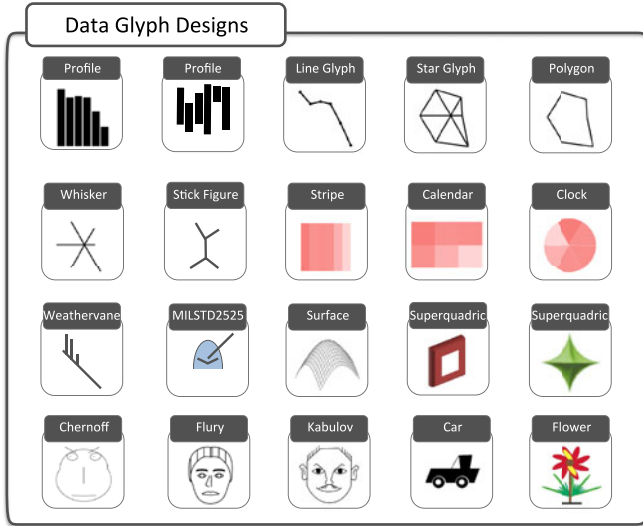 Data Glyph Designs
Profile
Profile
Line Glyph
Star Glyph
Polygon
Whisker
Stick Figure
Stripe
Calendar
Clock
Weathervane
MILSTD2525
Surface
Superquadric
Superquadric
Chernoff
Flury
Kabulov
Car
Flower